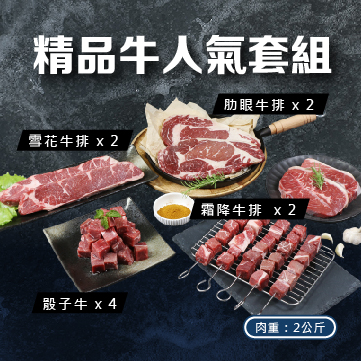 精品牛人氣套組
肋眼牛排 x 2
雪花牛排 x 2
霜降牛排 x 2
骰子牛 x 4
肉重：2公斤